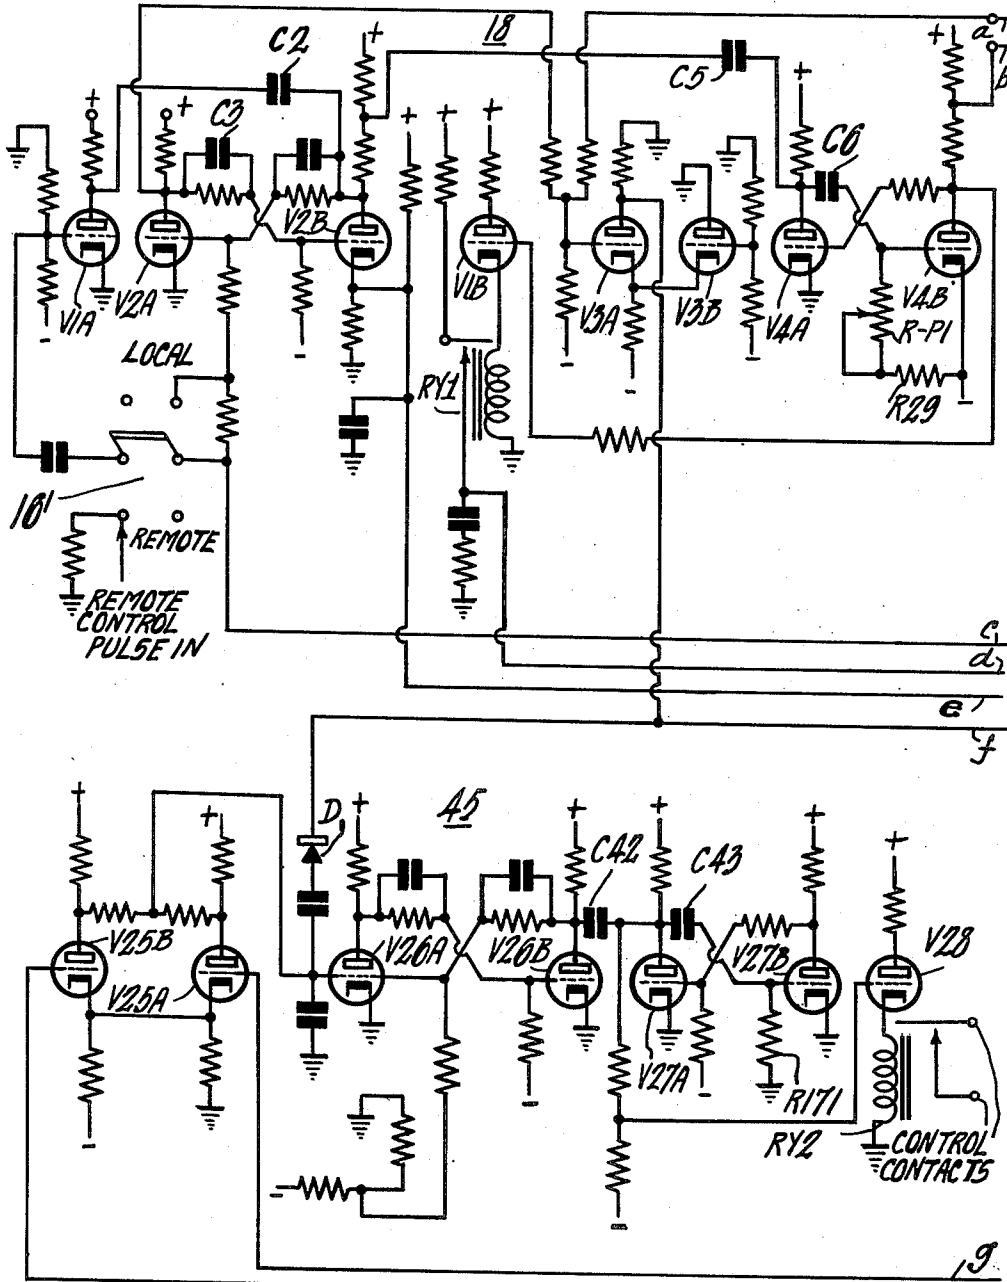 18
a
b
C2
C5
+
+
+
+
+
+
+
+
C3
C6
V2B
V1A
V2A
V1B
V3A
V3B
V4A
V4B
R-P1
R29
-
-
-
-
-
-
LOCAL
RY1
16'
REMOTE
REMOTE
CONTROL
PULSE IN
c
d
e
f
45
D1
+
+
+
+
+
+
+
C42
C43
V25B
V25A
V26A
V26B
V27A
V27B
V28
R171
RY2
-
-
-
-
-
CONTROL
CONTACTS
g